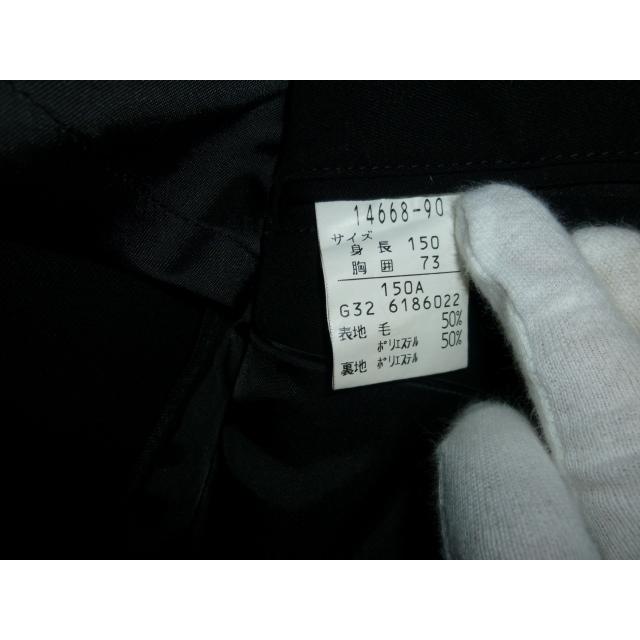 14668-90
サイズ
身長 150
胸囲 73
150A
G32 6186022
表地 毛 50%
ポリエステル 50%
裏地 ポリエステル